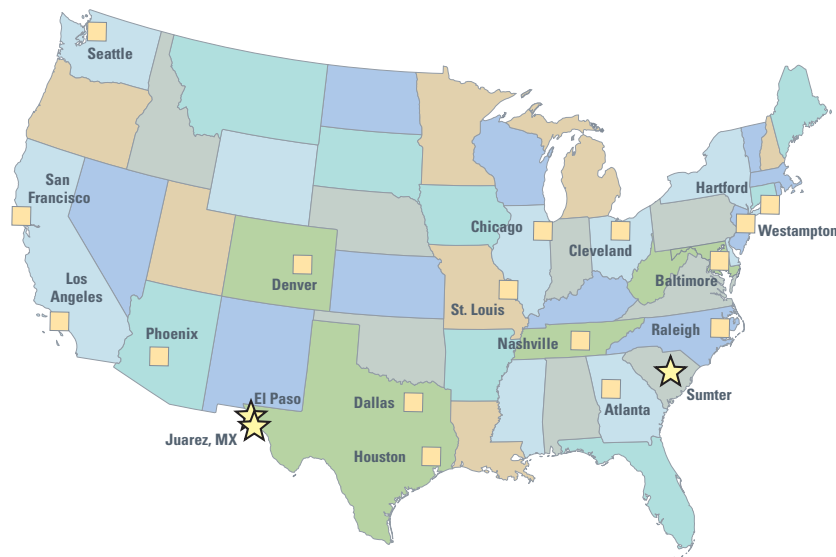 Seattle
San
Francisco
Los
Angeles
Phoenix
Denver
El Paso
Juarez, MX
Dallas
Houston
St. Louis
Chicago
Nashville
Cleveland
Hartford
Westampton
Baltimore
Raleigh
Sumter
Atlanta